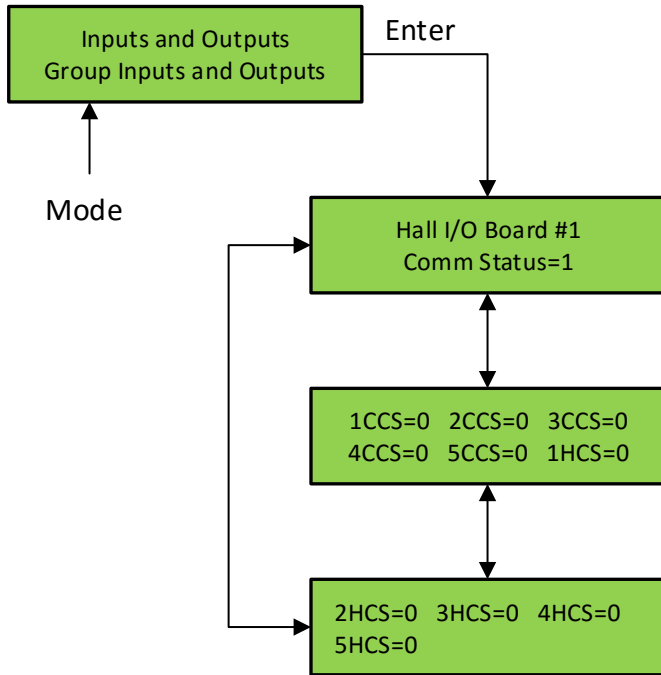 Inputs and Outputs
Group Inputs and Outputs
Enter
Mode
Hall I/O Board #1
Comm Status=1
1CCS=0 2CCS=0 3CCS=0
4CCS=0 5CCS=0 1HCS=0
2HCS=0 3HCS=0 4HCS=0
5HCS=0